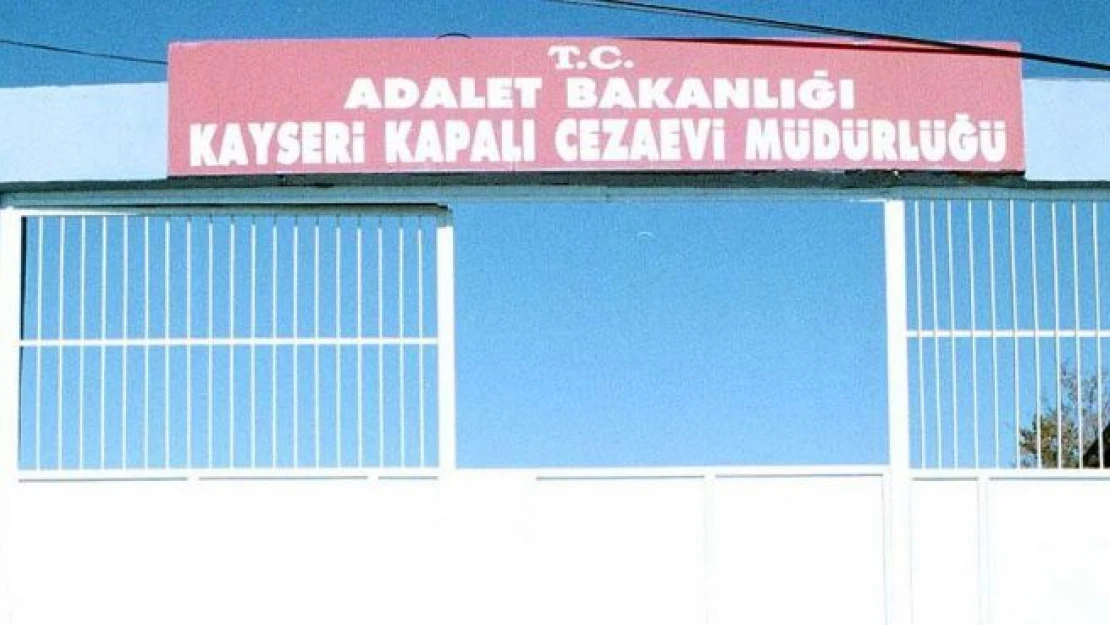 T.C.
ADALET BAKANLIĞI
KAYSERİ KAPALI CEZAEVİ MÜDÜRLÜĞÜ